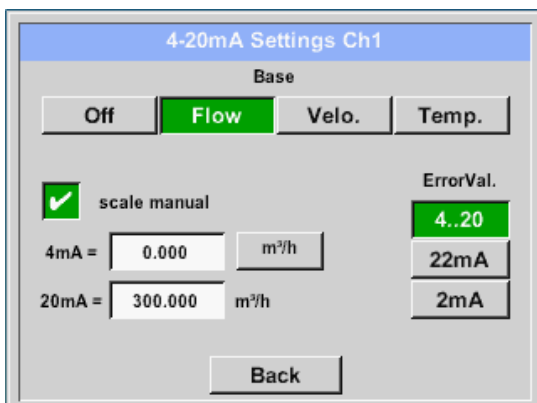 4-20mA Settings Ch1
Base
Off Flow Velo. Temp.
ErrorVal.
scale manual
4..20
4mA = 0.000 m³/h
22mA
20mA = 300.000 m³/h
2mA
Back